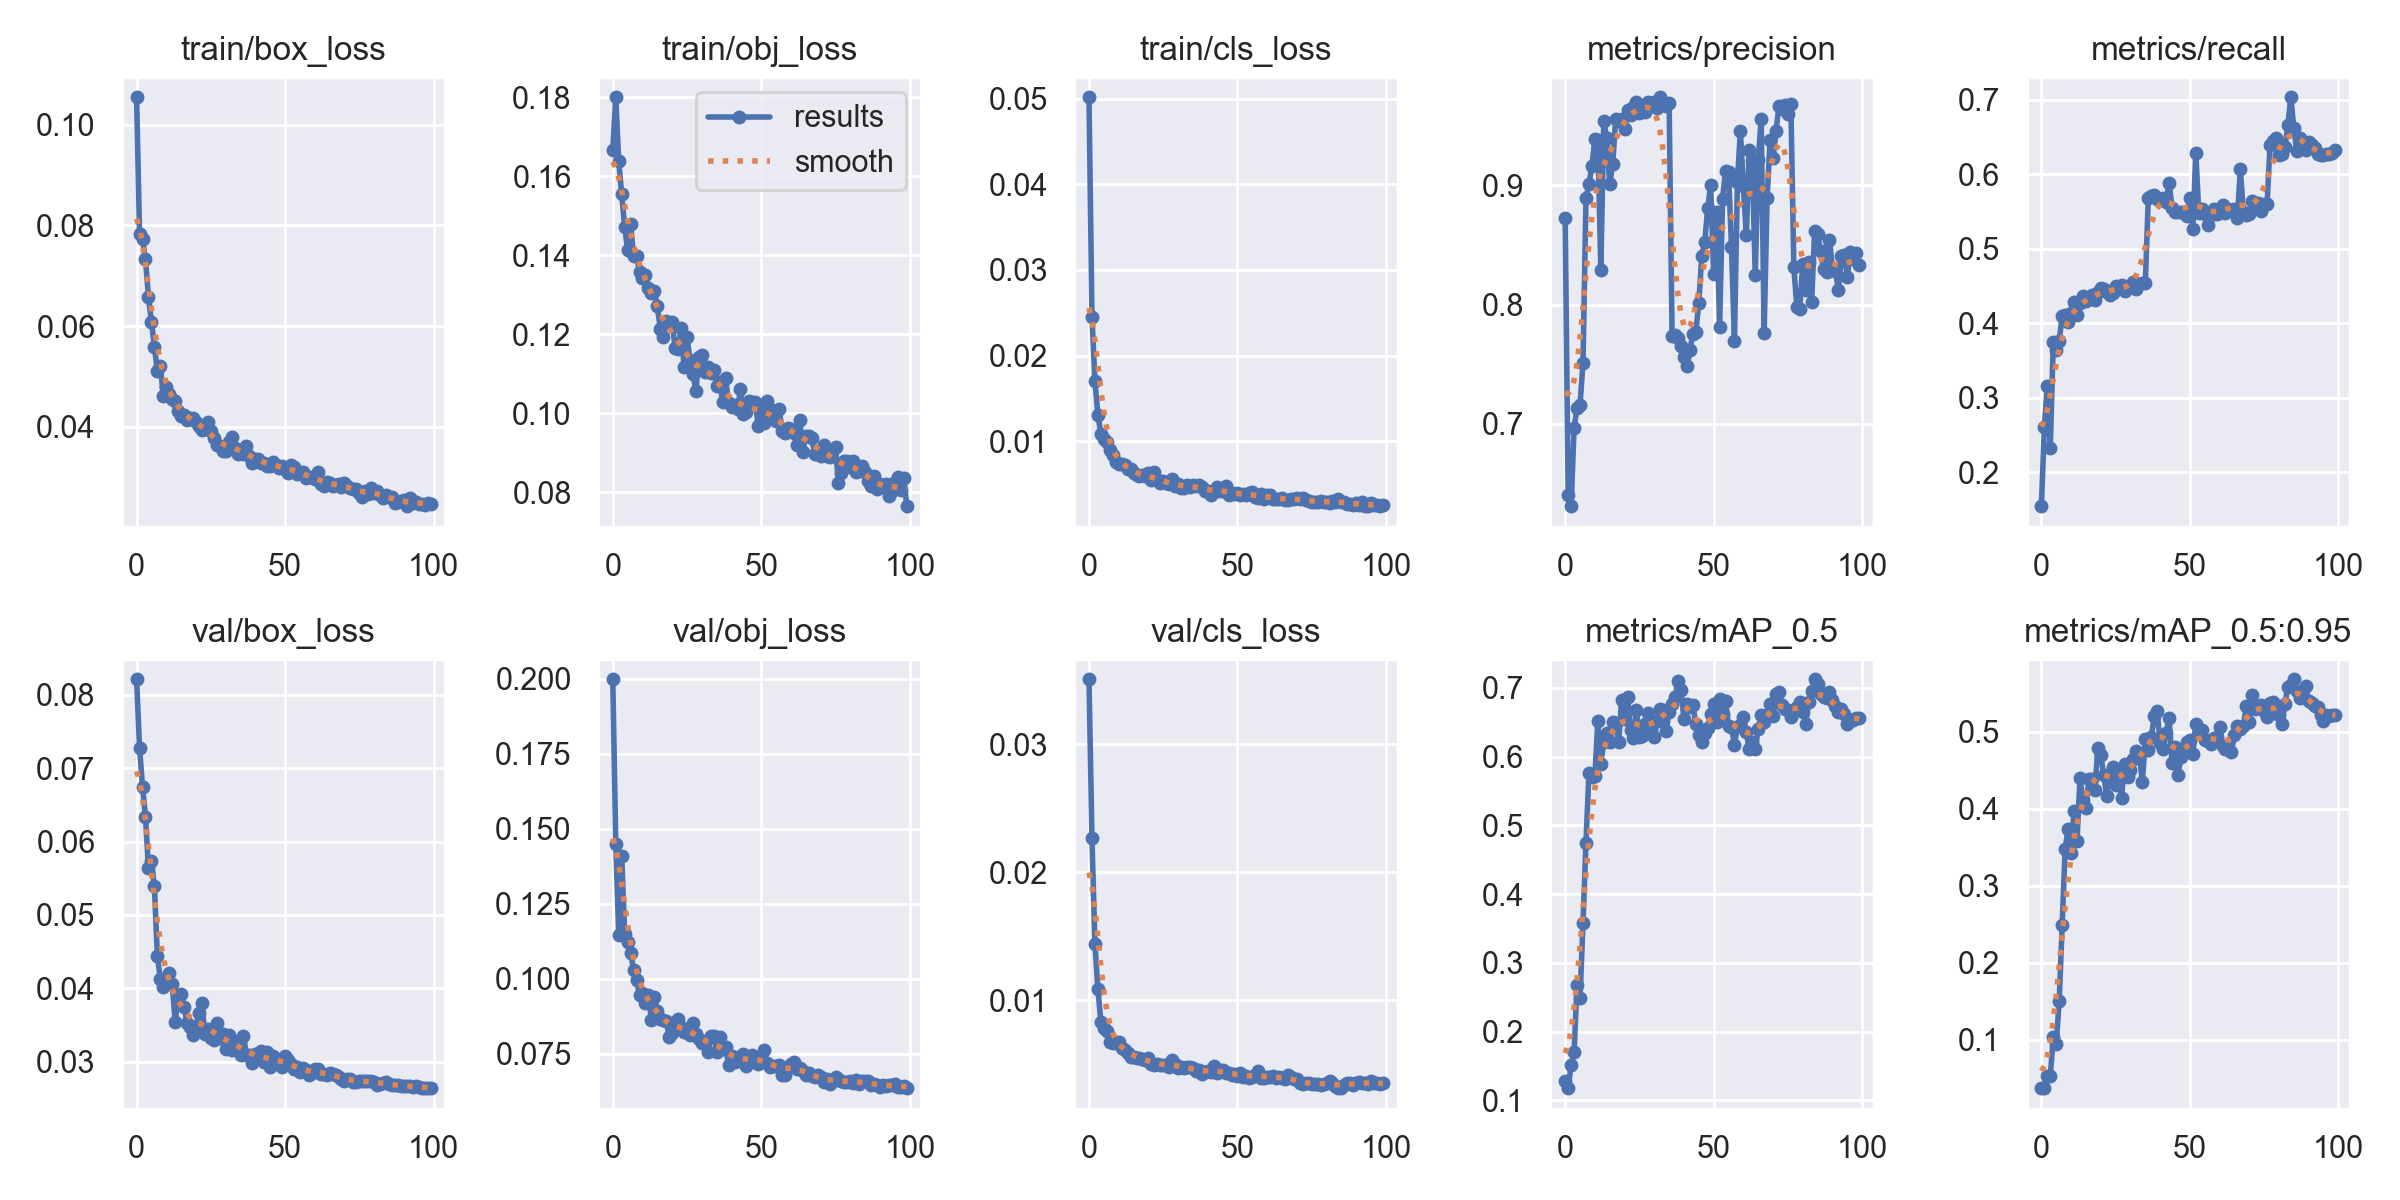 train/box_loss
0.10
0.08
0.06
0.04
0 50 100
train/obj_loss
results
smooth
0.18
0.16
0.14
0.12
0.10
0.08
0 50 100
train/cls_loss
0.05
0.04
0.03
0.02
0.01
0 50 100
metrics/precision
0.9
0.8
0.7
0 50 100
metrics/recall
0.7
0.6
0.5
0.4
0.3
0.2
0 50 100
val/box_loss
0.08
0.07
0.06
0.05
0.04
0.03
0 50 100
val/obj_loss
0.200
0.175
0.150
0.125
0.100
0.075
0 50 100
val/cls_loss
0.03
0.02
0.01
0 50 100
metrics/mAP_0.5
0.7
0.6
0.5
0.4
0.3
0.2
0.1
0 50 100
metrics/mAP_0.5:0.95
0.5
0.4
0.3
0.2
0.1
0 50 100